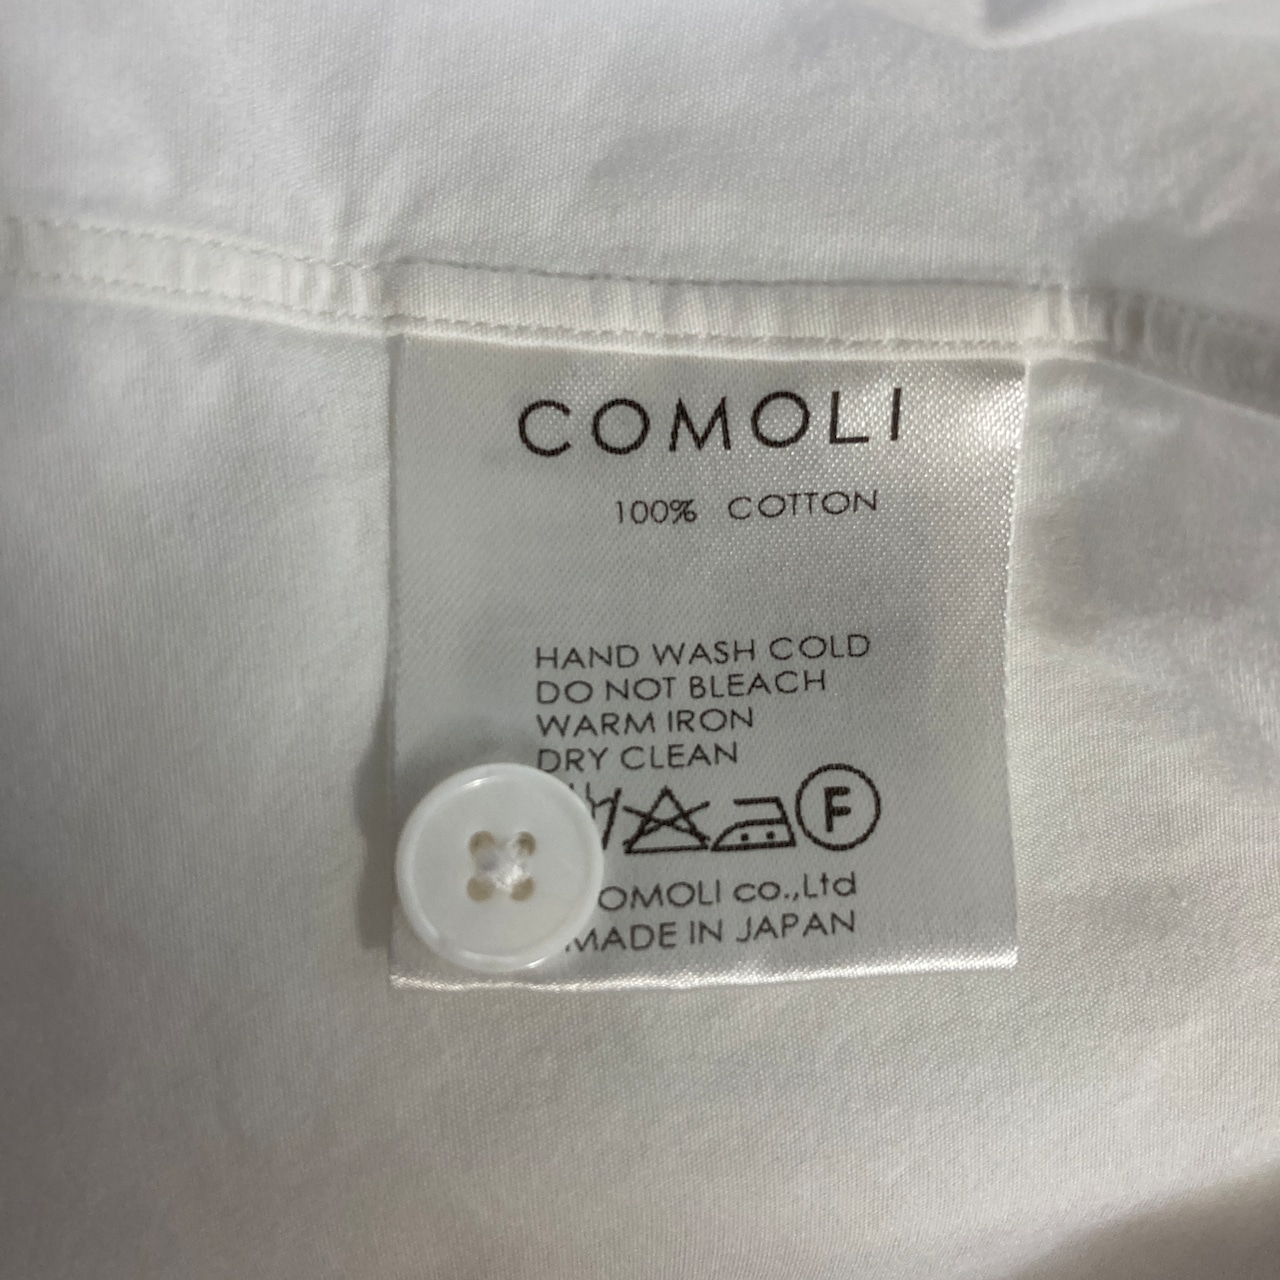 COMOLI
100% COTTON
HAND WASH COLD
DO NOT BLEACH
WARM IRON
DRY CLEAN
F
OMOLI co.,Ltd
MADE IN JAPAN